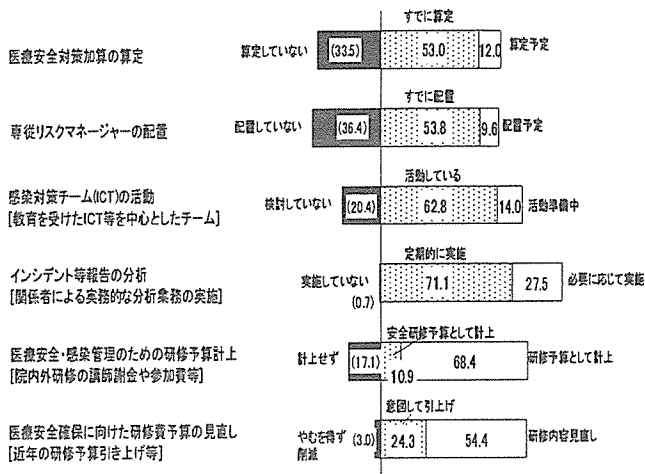 すでに算定
医療安全対策加算の算定 算定していない (33.5) 53.0 12.0 算定予定
すでに配置
専従リスクマネージャーの配置 配置していない (36.4) 53.8 9.6 配置予定
活動している
感染対策チーム(ICT)の活動
[教育を受けたICT等を中心としたチーム] 検討していない (20.4) 62.8 14.0 活動準備中
定期的に実施
インシデント等報告の分析
[関係者による実務的な分析業務の実施] 実施していない (0.7) 71.1 27.5 必要に応じて実施
安全研修予算として計上
医療安全・感染管理のための研修予算計上
[院内外研修の講師謝金や参加費等] 計上せず (17.1) 10.9 68.4 研修予算として計上
意図して引上げ
医療安全確保に向けた研修費予算の見直し
[近年の研修予算引き上げ等] やむを得ず削減 (3.0) 24.3 54.4 研修内容見直し